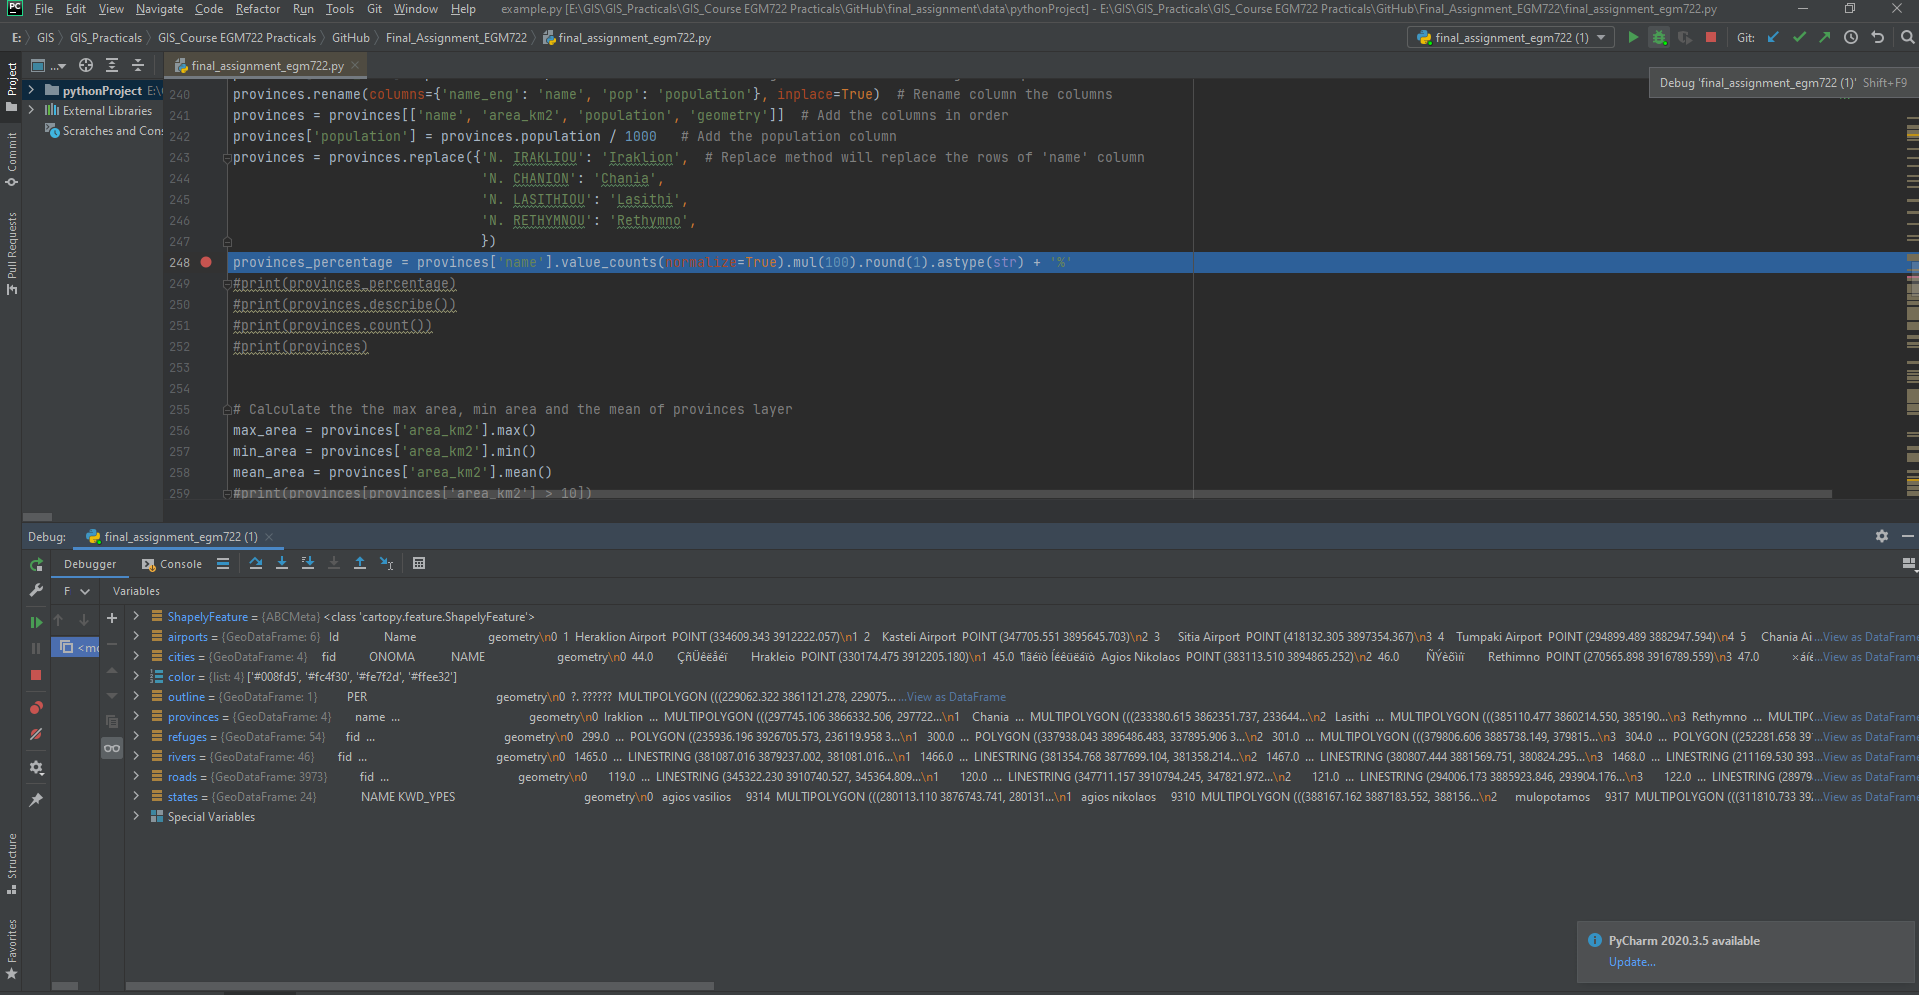 PC File Edit View Navigate Code Refactor Run Tools Git Window Help example.py [E:\GIS\GIS_Practicals\GIS_Course EGM722 Practicals\GitHub\final_assignment\data\pythonProject] - E:\GIS\GIS_Practicals\GIS_Course EGM722 Practicals\GitHub\Final_Assignment_EGM722\final_assignment_egm722.py
E: GIS GIS_Practicals GIS_Course EGM722 Practicals GitHub Final_Assignment_EGM722 final_assignment_egm722.py final_assignment_egm722 (1) Git:
Project
Commit
Pull Requests
Structure
Favorites
... final_assignment_egm722.py
pythonProject E:\
External Libraries
Scratches and Con
Debug 'final_assignment_egm722 (1)' Shift+F9
240 provinces.rename(columns={'name_eng': 'name', 'pop': 'population'}, inplace=True) # Rename column the columns
241 provinces = provinces[['name', 'area_km2', 'population', 'geometry']] # Add the columns in order
242 provinces['population'] = provinces.population / 1000 # Add the population column
243 provinces = provinces.replace({'N. IRAKLIOU': 'Iraklion', # Replace method will replace the rows of 'name' column
244 'N. CHANION': 'Chania',
245 'N. LASITHIOU': 'Lasithi',
246 'N. RETHYMNOU': 'Rethymno',
247 })
248 provinces_percentage = provinces['name'].value_counts(normalize=True).mul(100).round(1).astype(str) + '%'
249 #print(provinces_percentage)
250 #print(provinces.describe())
251 #print(provinces.count())
252 #print(provinces)
253
254
255 # Calculate the the max area, min area and the mean of provinces layer
256 max_area = provinces['area_km2'].max()
257 min_area = provinces['area_km2'].min()
258 mean_area = provinces['area_km2'].mean()
259 #print(provinces[provinces['area_km2'] > 10])
Debug: final_assignment_egm722 (1)
Debugger Console
F Variables
<mo
ShapelyFeature = {ABCMeta} <class 'cartopy.feature.ShapelyFeature'>
airports = {GeoDataFrame: 6} Id Name geometry\n0 1 Heraklion Airport POINT (334609.343 3912222.057)\n1 2 Kasteli Airport POINT (347705.551 3895645.703)\n2 3 Sitia Airport POINT (418132.305 3897354.367)\n3 4 Tumpaki Airport POINT (294899.489 3882947.594)\n4 5 Chania Ai...View as DataFrame
cities = {GeoDataFrame: 4} fid ONOMA NAME geometry\n0 44.0 ÇñÜêëåéï Hrakleio POINT (330174.475 3912205.180)\n1 45.0 ¶ãéïò Íéêüëáïò Agios Nikolaos POINT (383113.510 3894865.252)\n2 46.0 ÑÝèõìíï Rethimno POINT (270565.898 3916789.559)\n3 47.0 ×áíé...View as DataFrame
color = {list: 4} ['#008fd5', '#fc4f30', '#fe7f2d', '#ffee32']
outline = {GeoDataFrame: 1} PER geometry\n0 ?. ?????? MULTIPOLYGON (((229062.322 3861121.278, 229075... ...View as DataFrame
provinces = {GeoDataFrame: 4} name ... geometry\n0 Iraklion ... MULTIPOLYGON (((297745.106 3866332.506, 297722...\n1 Chania ... MULTIPOLYGON (((233380.615 3862351.737, 233644...\n2 Lasithi ... MULTIPOLYGON (((385110.477 3860214.550, 385190...\n3 Rethymno ... MULTIPO...View as DataFrame
refuges = {GeoDataFrame: 54} fid ... geometry\n0 299.0 ... POLYGON ((235936.196 3926705.573, 236119.958 3...\n1 300.0 ... POLYGON ((337938.043 3896486.483, 337895.906 3...\n2 301.0 ... MULTIPOLYGON (((379806.606 3885738.149, 379815...\n3 304.0 ... POLYGON ((252281.658 39...View as DataFrame
rivers = {GeoDataFrame: 46} fid ... geometry\n0 1465.0 ... LINESTRING (381087.016 3879237.002, 381081.016...\n1 1466.0 ... LINESTRING (381354.768 3877699.104, 381358.214...\n2 1467.0 ... LINESTRING (380807.444 3881569.751, 380824.295...\n3 1468.0 ... LINESTRING (211169.530 393...View as DataFrame
roads = {GeoDataFrame: 3973} fid ... geometry\n0 119.0 ... LINESTRING (345322.230 3910740.527, 345364.809...\n1 120.0 ... LINESTRING (347711.157 3910794.245, 347821.972...\n2 121.0 ... LINESTRING (294006.173 3885923.846, 293904.176...\n3 122.0 ... LINESTRING (28979...View as DataFrame
states = {GeoDataFrame: 24} NAME KWD_YPES geometry\n0 agios vasilios 9314 MULTIPOLYGON (((280113.110 3876743.741, 280131...\n1 agios nikolaos 9310 MULTIPOLYGON (((388167.162 3887183.552, 388156...\n2 mulopotamos 9317 MULTIPOLYGON (((311810.733 392...View as DataFrame
Special Variables
PyCharm 2020.3.5 available
Update...